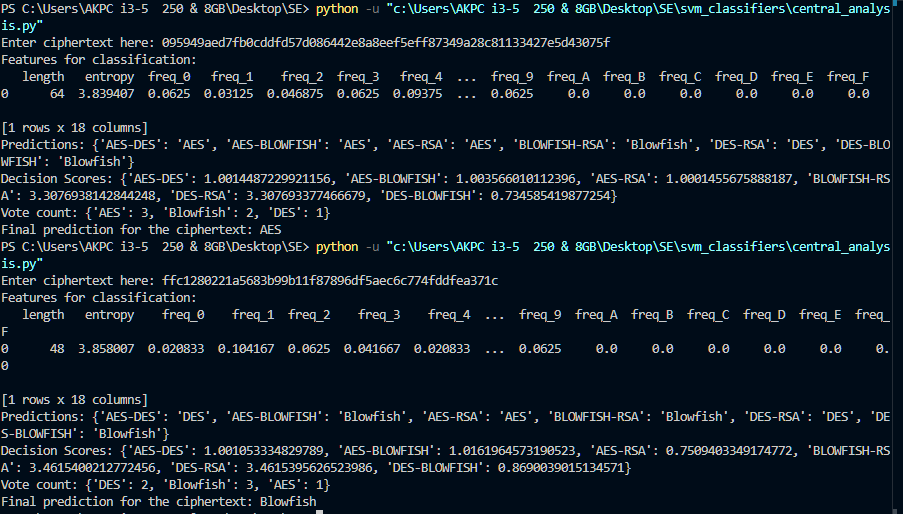 PS C:\Users\AKPC i3-5  250 & 8GB\Desktop\SE> python -u "c:\Users\AKPC i3-5  250 & 8GB\Desktop\SE\svm_classifiers\central_analys
is.py"
Enter ciphertext here: 095949aed7fb0cddfd57d086442e8a8eef5eff87349a28c81133427e5d43075f
Features for classification:
   length   entropy  freq_0   freq_1    freq_2  freq_3   freq_4  ...  freq_9  freq_A  freq_B  freq_C  freq_D  freq_E  freq_F
0      64  3.839407  0.0625  0.03125  0.046875  0.0625  0.09375  ...  0.0625     0.0     0.0     0.0     0.0     0.0     0.0
[1 rows x 18 columns]
Predictions: {'AES-DES': 'AES', 'AES-BLOWFISH': 'AES', 'AES-RSA': 'AES', 'BLOWFISH-RSA': 'Blowfish', 'DES-RSA': 'DES', 'DES-BLO
WFISH': 'Blowfish'}
Decision Scores: {'AES-DES': 1.0014487229921156, 'AES-BLOWFISH': 1.003566010112396, 'AES-RSA': 1.0001455675888187, 'BLOWFISH-RS
A': 3.3076938142844248, 'DES-RSA': 3.307693377466679, 'DES-BLOWFISH': 0.734585419877254}
Vote count: {'AES': 3, 'Blowfish': 2, 'DES': 1}
Final prediction for the ciphertext: AES
PS C:\Users\AKPC i3-5  250 & 8GB\Desktop\SE> python -u "c:\Users\AKPC i3-5  250 & 8GB\Desktop\SE\svm_classifiers\central_analys
is.py"
Enter ciphertext here: ffc1280221a5683b99b11f87896df5aec6c774fddfea371c
Features for classification:
   length   entropy    freq_0    freq_1  freq_2    freq_3    freq_4  ...  freq_9  freq_A  freq_B  freq_C  freq_D  freq_E  freq_
F
0      48  3.858007  0.020833  0.104167  0.0625  0.041667  0.020833  ...  0.0625     0.0     0.0     0.0     0.0     0.0     0.
0
[1 rows x 18 columns]
Predictions: {'AES-DES': 'DES', 'AES-BLOWFISH': 'Blowfish', 'AES-RSA': 'AES', 'BLOWFISH-RSA': 'Blowfish', 'DES-RSA': 'DES', 'DE
S-BLOWFISH': 'Blowfish'}
Decision Scores: {'AES-DES': 1.001053334829789, 'AES-BLOWFISH': 1.0161964573190523, 'AES-RSA': 0.7509403349174772, 'BLOWFISH-RS
A': 3.4615400212772456, 'DES-RSA': 3.4615395626523986, 'DES-BLOWFISH': 0.8690039015134571}
Vote count: {'DES': 2, 'Blowfish': 3, 'AES': 1}
Final prediction for the ciphertext: Blowfish